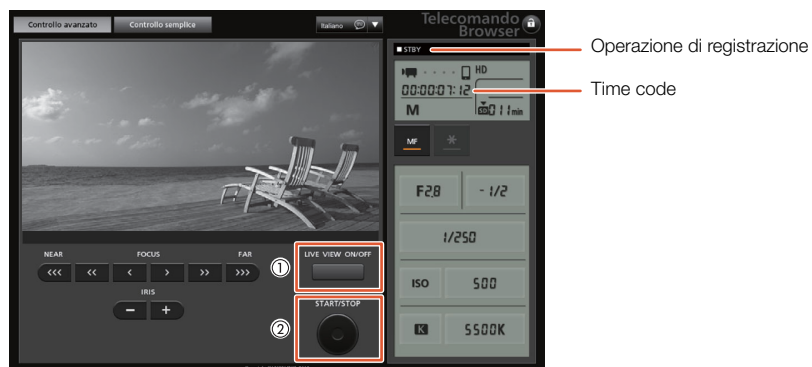 Controllo avanzato
Controllo semplice
Italiano
Telecomando Browser
STBY
Operazione di registrazione
HD
00:00:07:12
Time code
M
011 min
MF
F2.8
- 1/2
1/250
ISO
500
K
5500K
NEAR
FOCUS
FAR
<<<
<<
<
>
>>
>>>
IRIS
-
+
①
LIVE VIEW ON/OFF
②
START/STOP